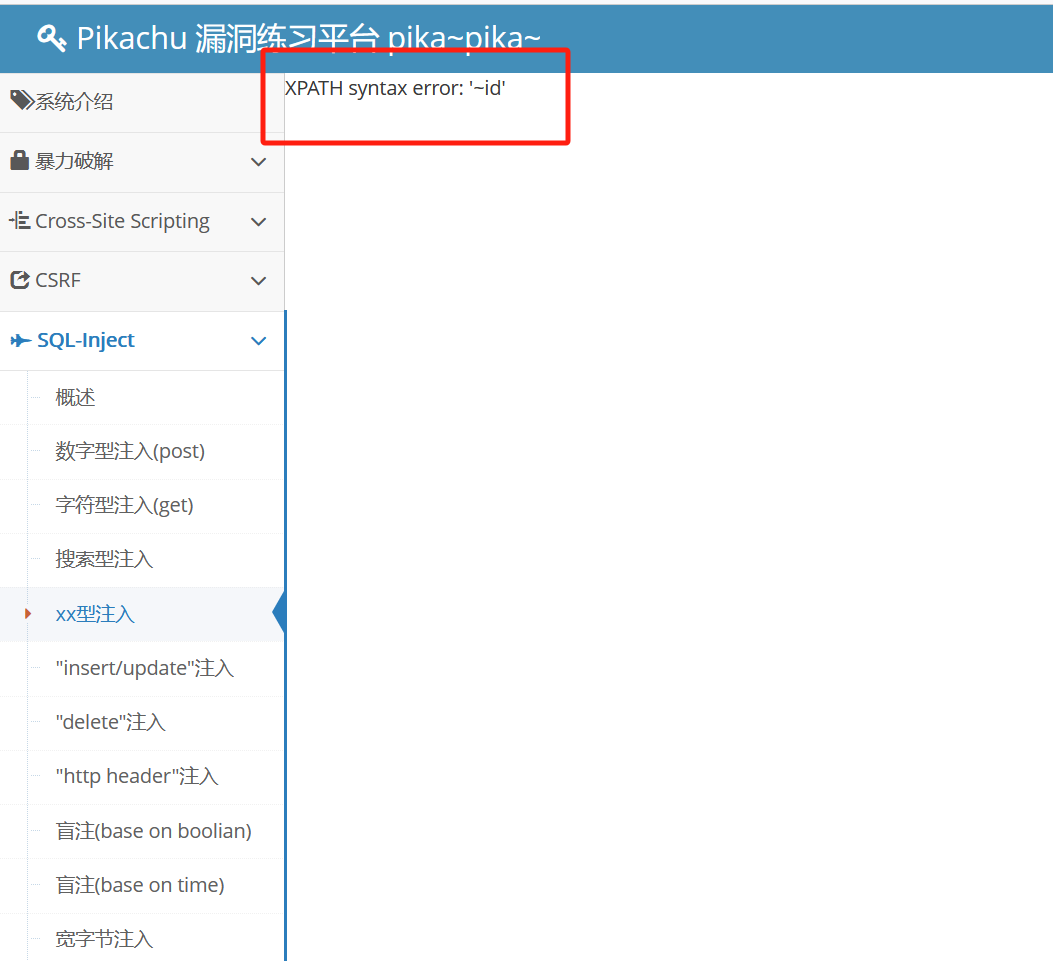 Pikachu 漏洞练习平台 pika~pika~
XPATH syntax error: '~id'
系统介绍
暴力破解
Cross-Site Scripting
CSRF
SQL-Inject
概述
数字型注入(post)
字符型注入(get)
搜索型注入
xx型注入
"insert/update"注入
"delete"注入
"http header"注入
盲注(base on boolian)
盲注(base on time)
宽字节注入